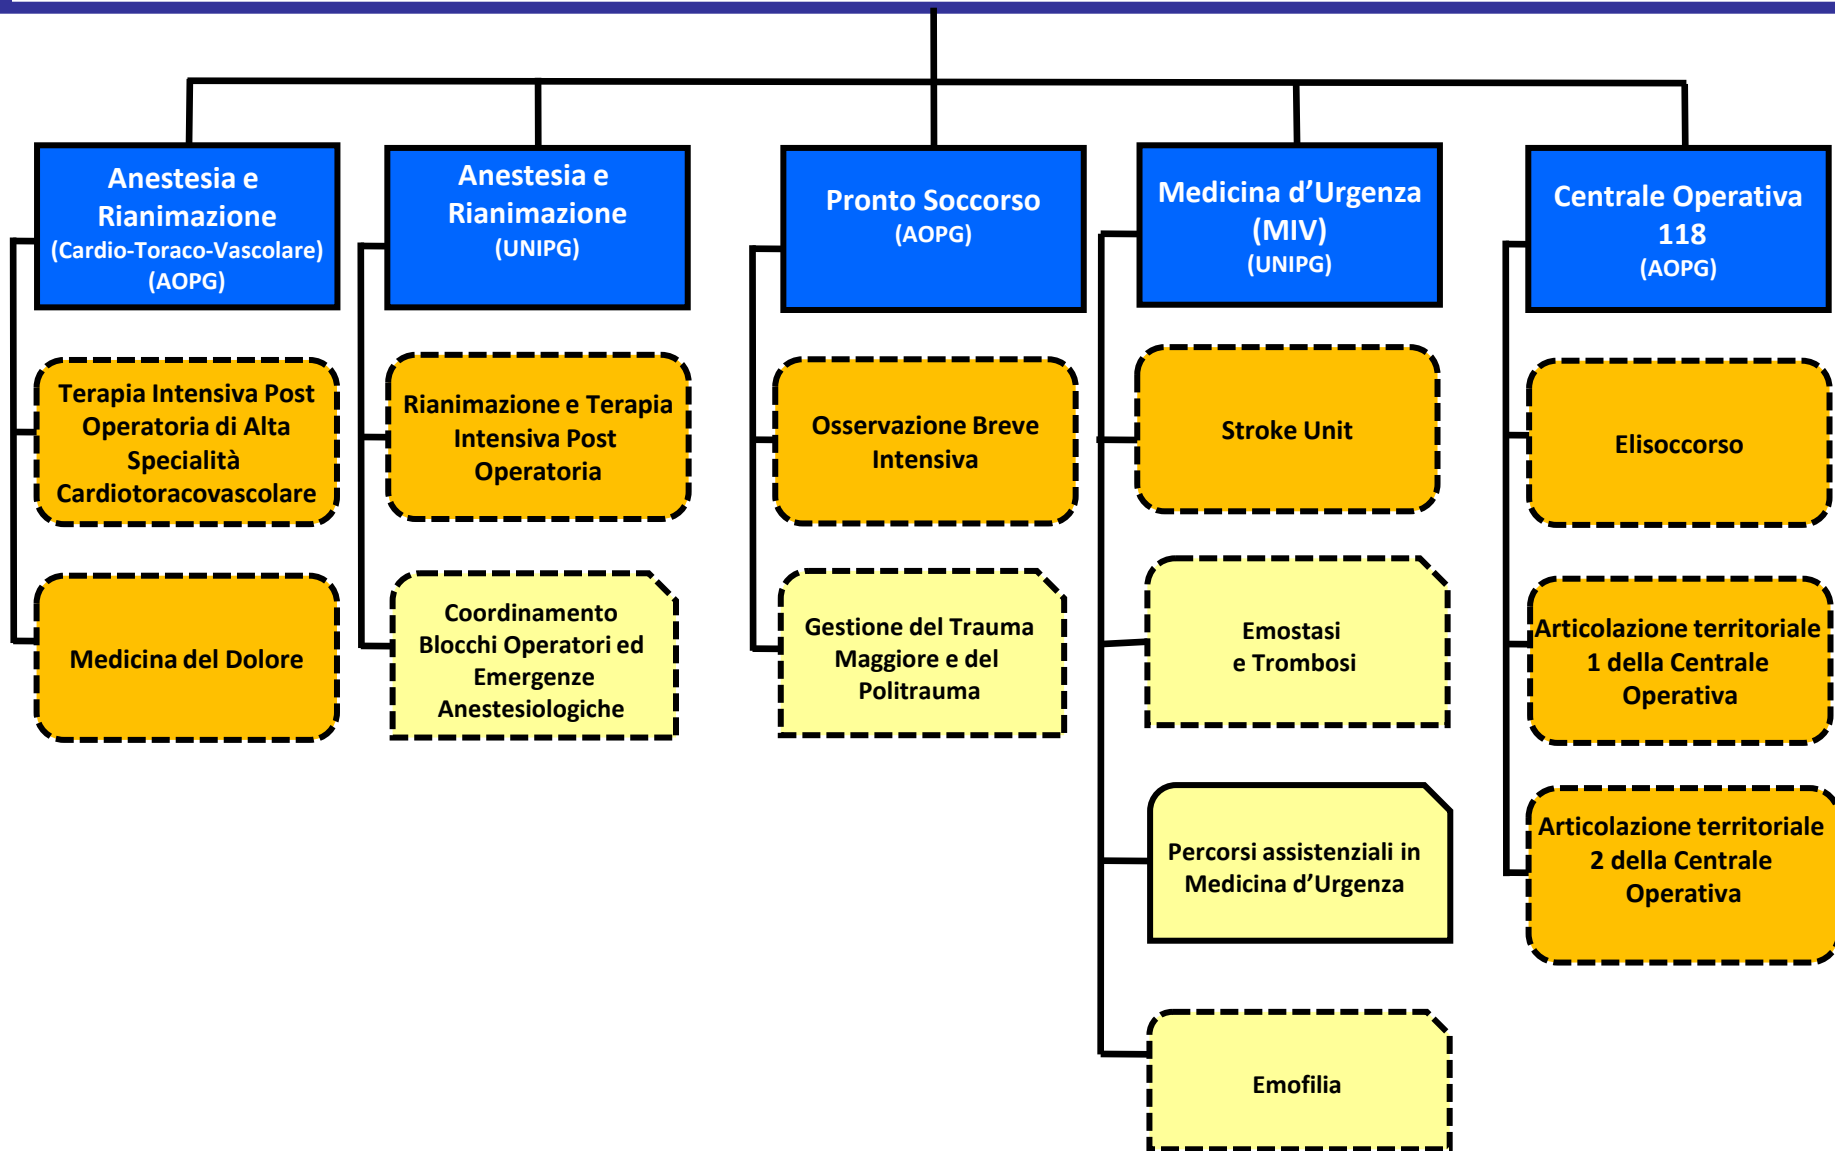 Anestesia e
Rianimazione
(Cardio-Toraco-Vascolare)
(AOPG)
Terapia Intensiva Post
Operatoria di Alta
Specialità
Cardiotoracovascolare
Medicina del Dolore
Anestesia e
Rianimazione
(UNIPG)
Rianimazione e Terapia
Intensiva Post
Operatoria
Coordinamento
Blocchi Operatori ed
Emergenze
Anestesiologiche
Pronto Soccorso
(AOPG)
Osservazione Breve
Intensiva
Gestione del Trauma
Maggiore e del
Politrauma
Medicina d’Urgenza
(MIV)
(UNIPG)
Stroke Unit
Emostasi
e Trombosi
Percorsi assistenziali in
Medicina d’Urgenza
Emofilia
Centrale Operativa
118
(AOPG)
Elisoccorso
Articolazione territoriale
1 della Centrale
Operativa
Articolazione territoriale
2 della Centrale
Operativa